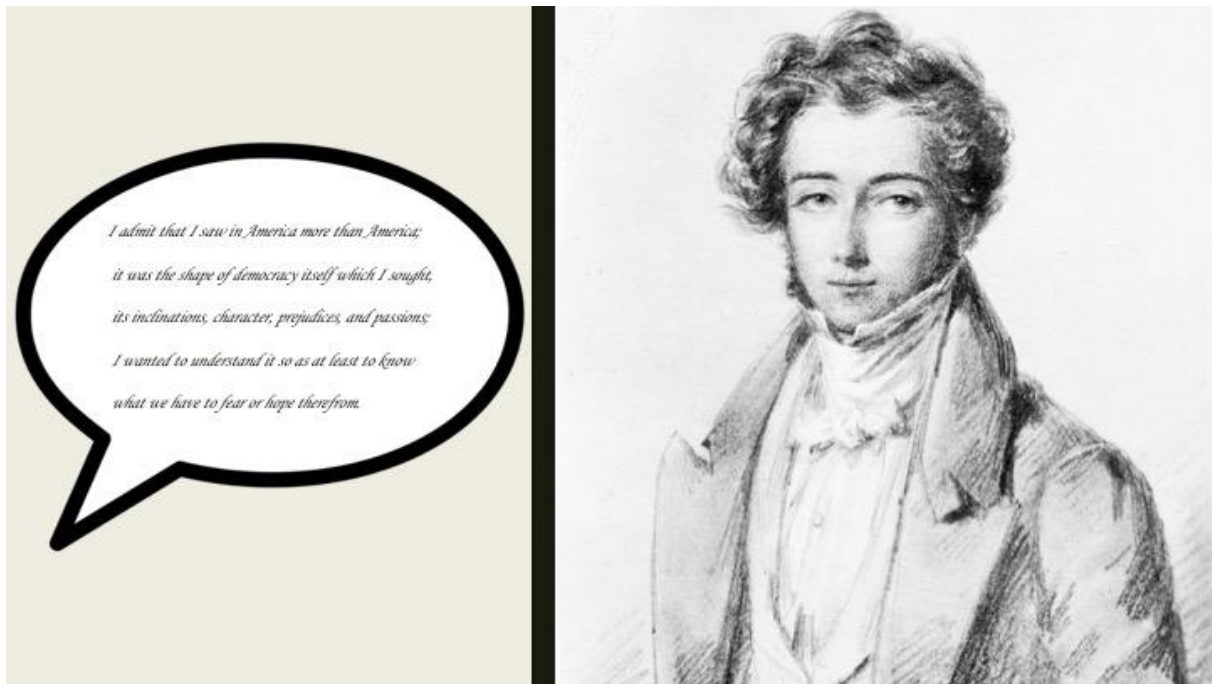 I admit that I saw in America more than America;
it was the shape of democracy itself which I sought,
its inclinations, character, prejudices, and passions;
I wanted to understand it so as at least to know
what we have to fear or hope therefrom.